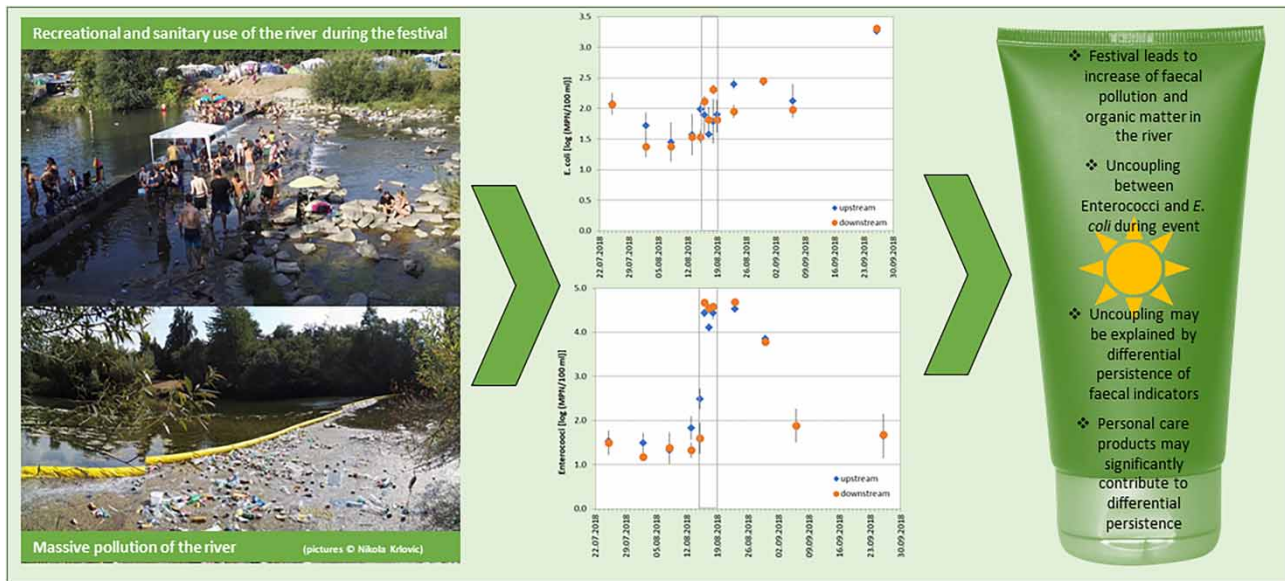 Recreational and sanitary use of the river during the festival
Massive pollution of the river
(pictures © Nikola Krlovic)
E. coli [log (MPN/100 ml)]
3.5
3.0
2.5
2.0
1.5
1.0
0.5
0.0
upstream
downstream
22.07.2018
29.07.2018
05.08.2018
12.08.2018
19.08.2018
26.08.2018
02.09.2018
09.09.2018
16.09.2018
23.09.2018
30.09.2018
Enterocooci [log (MPN/100 ml)]
5.0
4.0
3.0
2.0
1.0
0.0
upstream
downstream
22.07.2018
29.07.2018
05.08.2018
12.08.2018
19.08.2018
26.08.2018
02.09.2018
09.09.2018
16.09.2018
23.09.2018
30.09.2018
❖ Festival leads to
increase of faecal
pollution and
organic matter in
the river
❖ Uncoupling
between
Enterococci and E.
coli during event
❖ Uncoupling may
be explained by
differential
persistence of
faecal indicators
❖ Personal care
products may
significantly
contribute to
differential
persistence